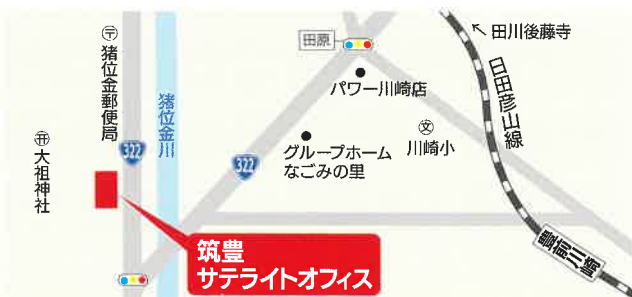 〒
猪位金郵便局
猪位金川
⛩
大祖神社
322
322
田原
パワー川崎店
グループホーム
なごみの里
文
川崎小
田川後藤寺
日田彦山線
豊前川崎
筑豊
サテライトオフィス